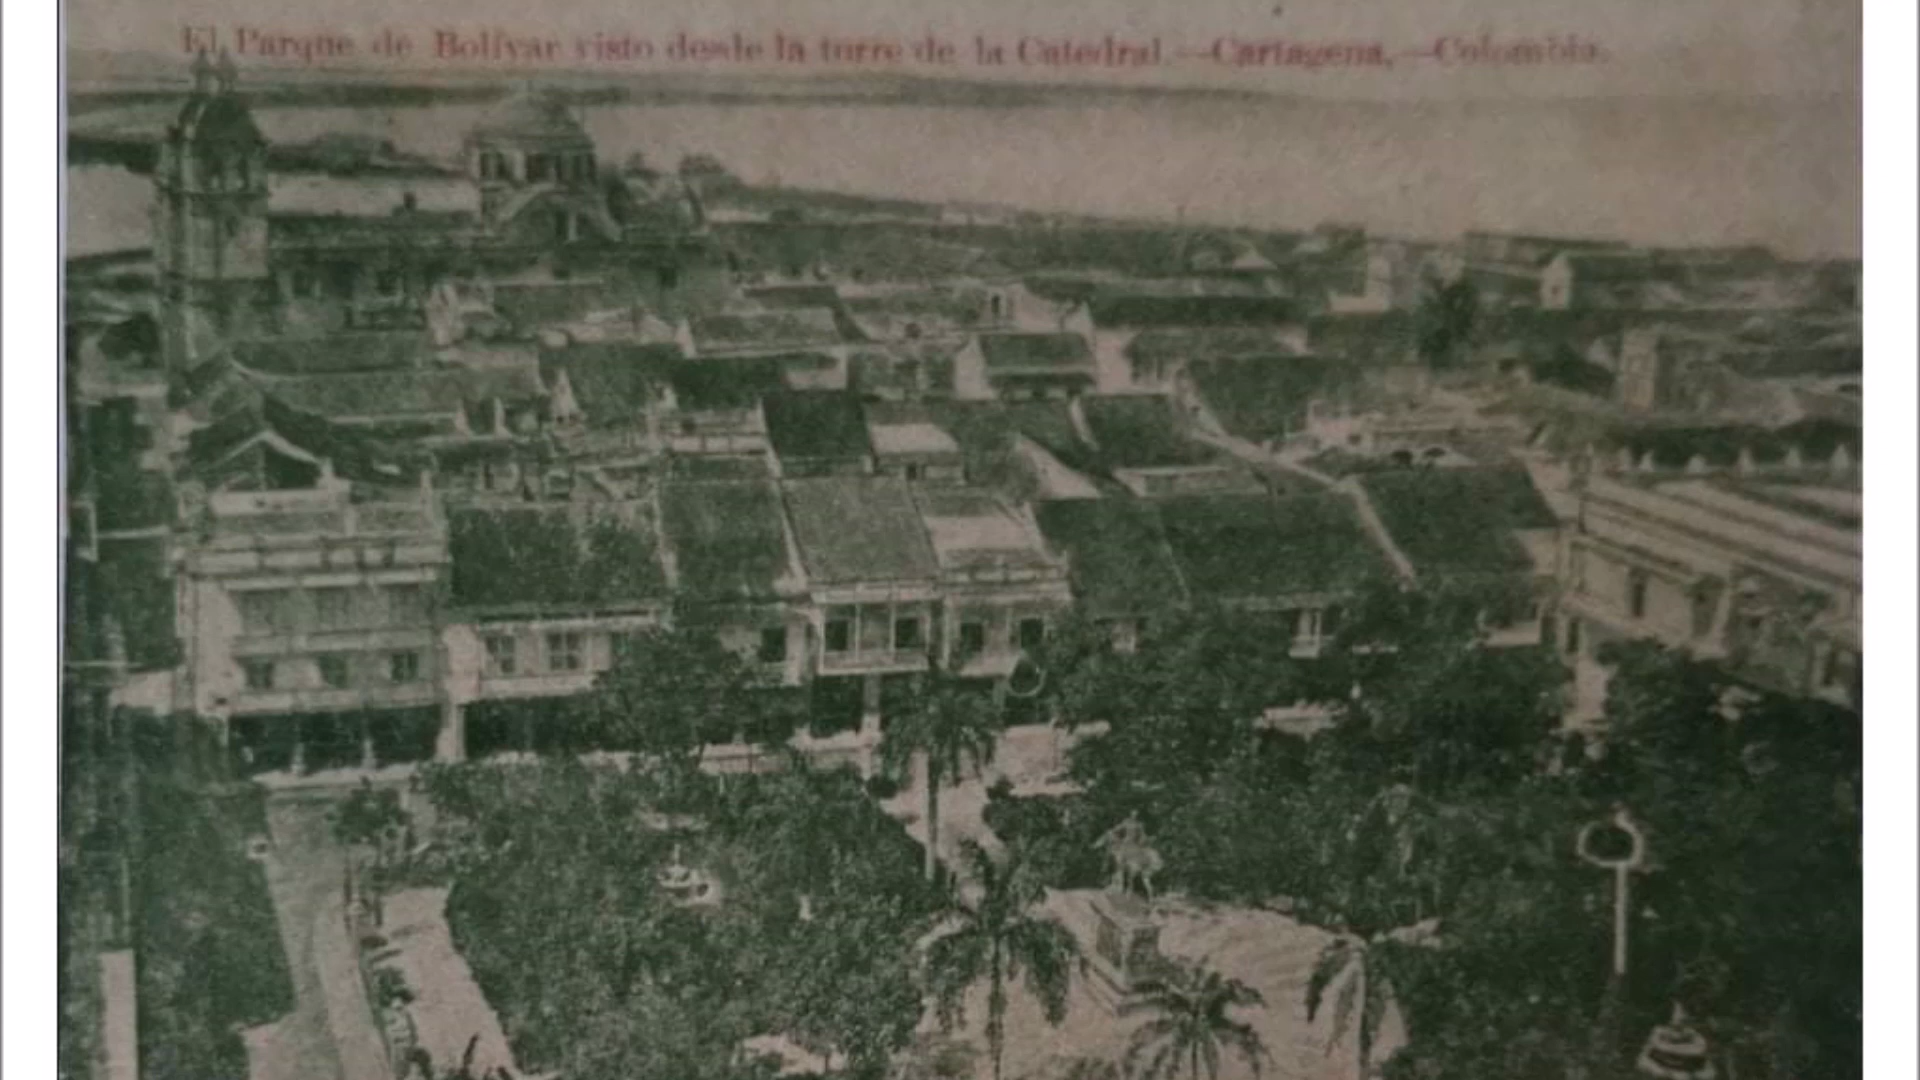 El Parque de Bolívar visto desde la torre de la Catedral.—Cartagena.—Colombia.